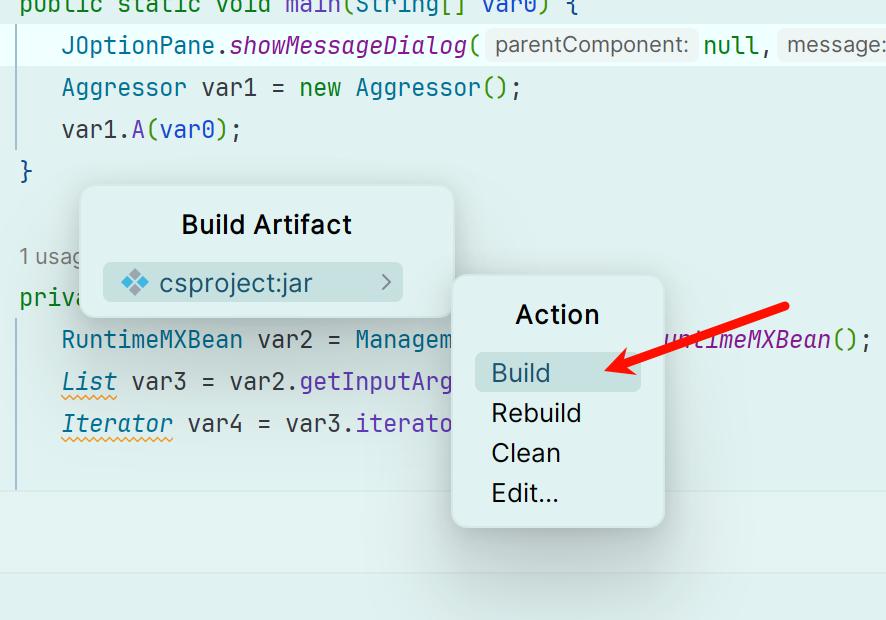 public static void main(String[] var0) {
JOptionPane.showMessageDialog( parentComponent: null, message:
Aggressor var1 = new Aggressor();
var1.A(var0);
}
Build Artifact
1 usag
csproject:jar
priva
Action
RuntimeMXBean var2 = Managem untimeMXBean();
Build
List var3 = var2.getInputArg
Rebuild
Iterator var4 = var3.iterato
Clean
Edit...